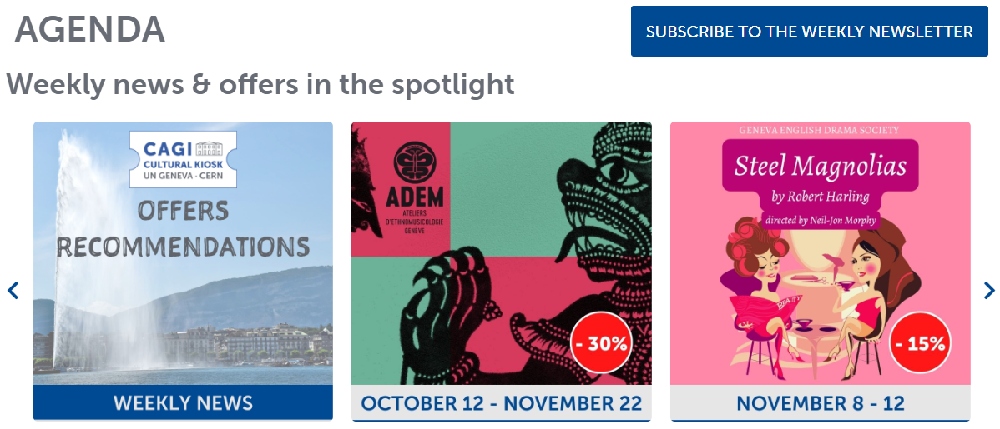 AGENDA
SUBSCRIBE TO THE WEEKLY NEWSLETTER
Weekly news & offers in the spotlight
CAGI
CULTURAL KIOSK
UN GENEVA · CERN
OFFERS
RECOMMENDATIONS
WEEKLY NEWS
ADEM
ATELIERS
D'ETHNOMUSICOLOGIE
GENÈVE
- 30%
OCTOBER 12 - NOVEMBER 22
GENEVA ENGLISH DRAMA SOCIETY
Steel Magnolias
by Robert Harling
directed by Neil-Jon Morphy
BEAUTY
- 15%
NOVEMBER 8 - 12